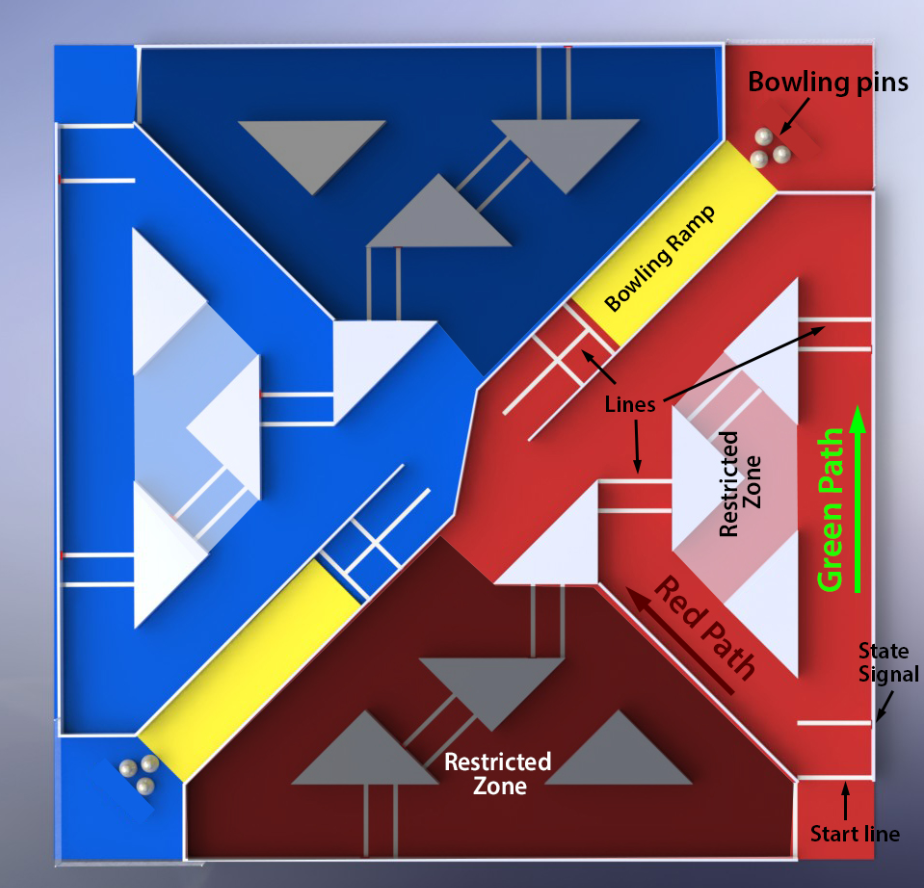 Bowling pins
Bowling Ramp
Lines
Restricted
Zone
Green Path
Red Path
State
Signal
Restricted
Zone
Start line